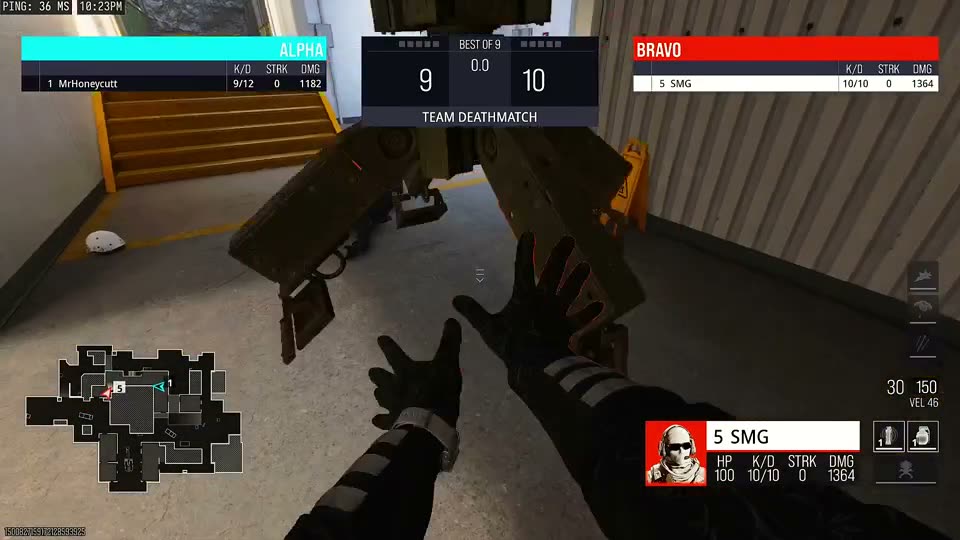 PING: 36 MS 10:23PM
ALPHA
K/D STRK DMG
1 MrHoneycutt 9/12 0 1182
BEST OF 9
9 0.0 10
TEAM DEATHMATCH
BRAVO
K/D STRK DMG
5 SMG 10/10 0 1364
5
1
30 150
VEL 46
1 1
5 SMG
HP K/D STRK DMG
100 10/10 0 1364